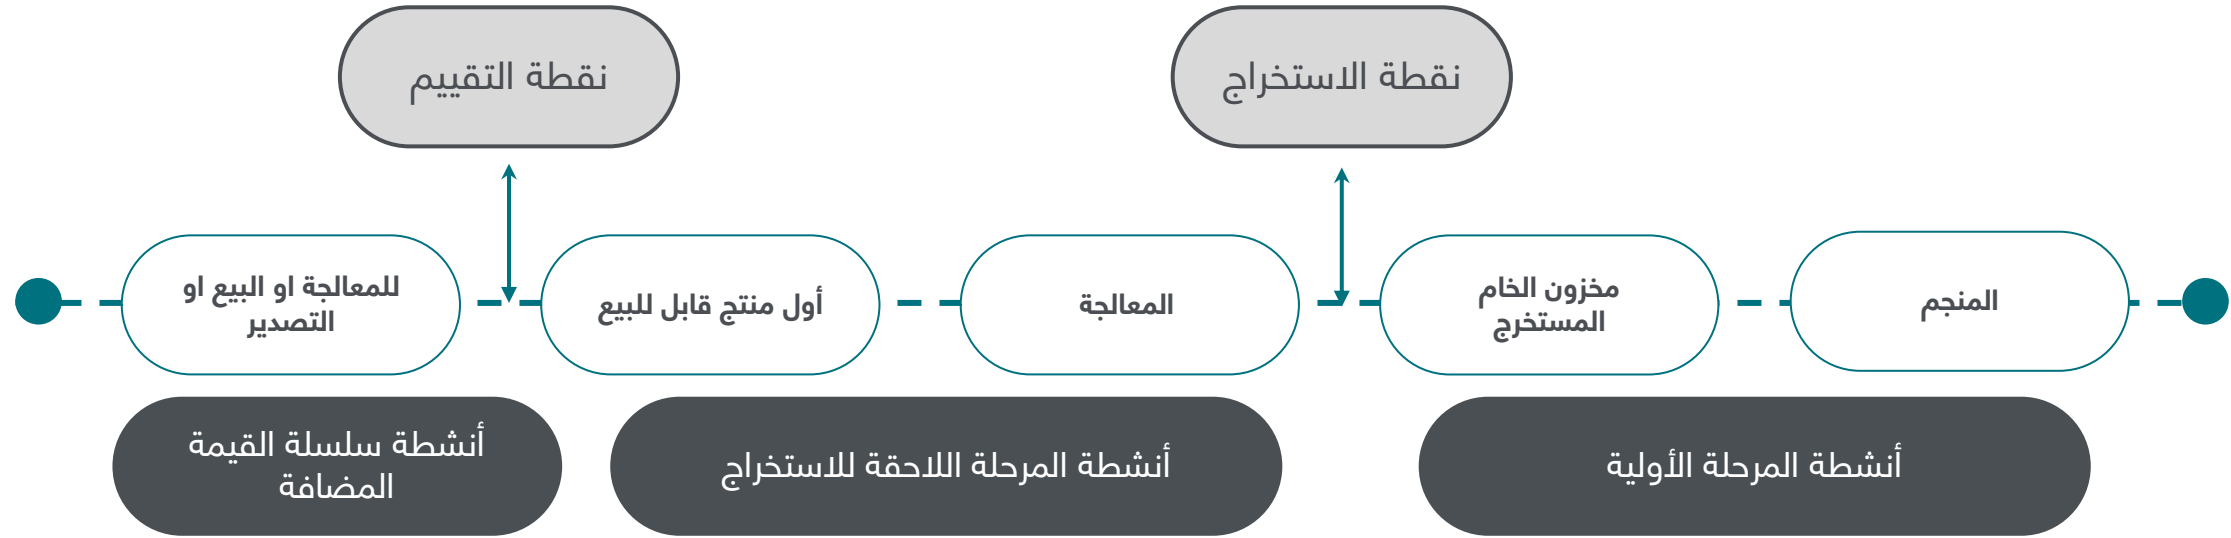 نقطة الاستخراج
نقطة التقييم
المنجم
مخزون الخام
المستخرج
المعالجة
أول منتج قابل للبيع
للمعالجة او البيع او
التصدير
أنشطة المرحلة الأولية
أنشطة المرحلة اللاحقة للاستخراج
أنشطة سلسلة القيمة
المضافة